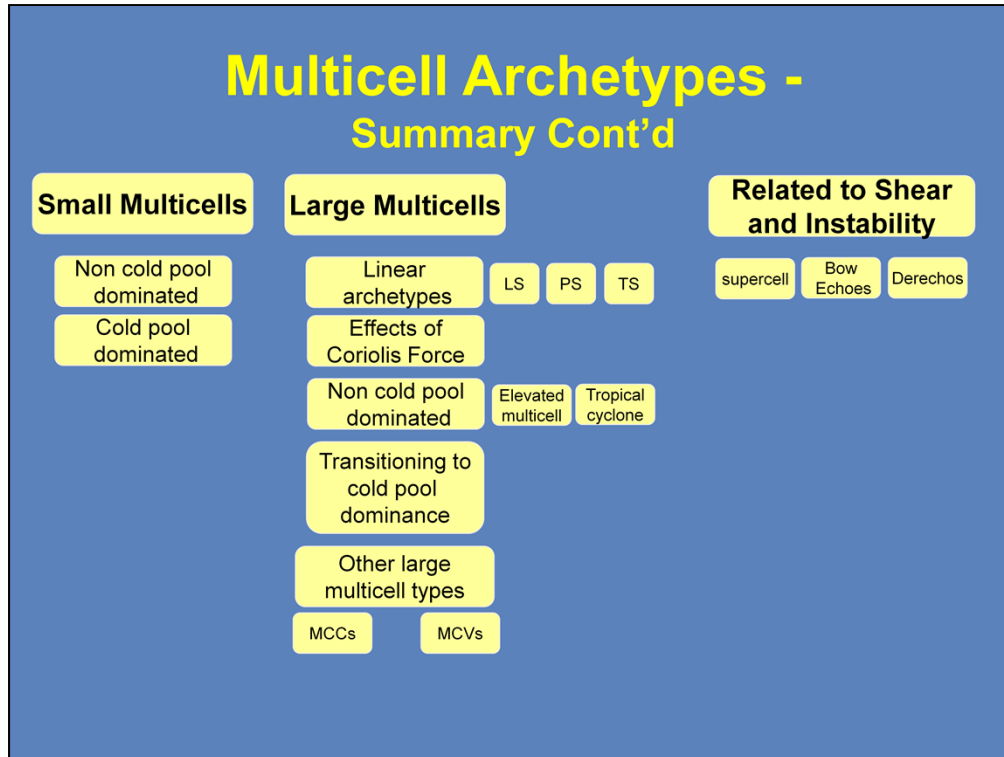 Multicell Archetypes -
Summary Cont'd
Small Multicells
Non cold pool
dominated
Cold pool
dominated
Large Multicells
Linear
archetypes
LS
PS
TS
Effects of
Coriolis Force
Non cold pool
dominated
Elevated
multicell
Tropical
cyclone
Transitioning to
cold pool
dominance
Other large
multicell types
MCCs
MCVs
Related to Shear
and Instability
supercell
Bow
Echoes
Derechos